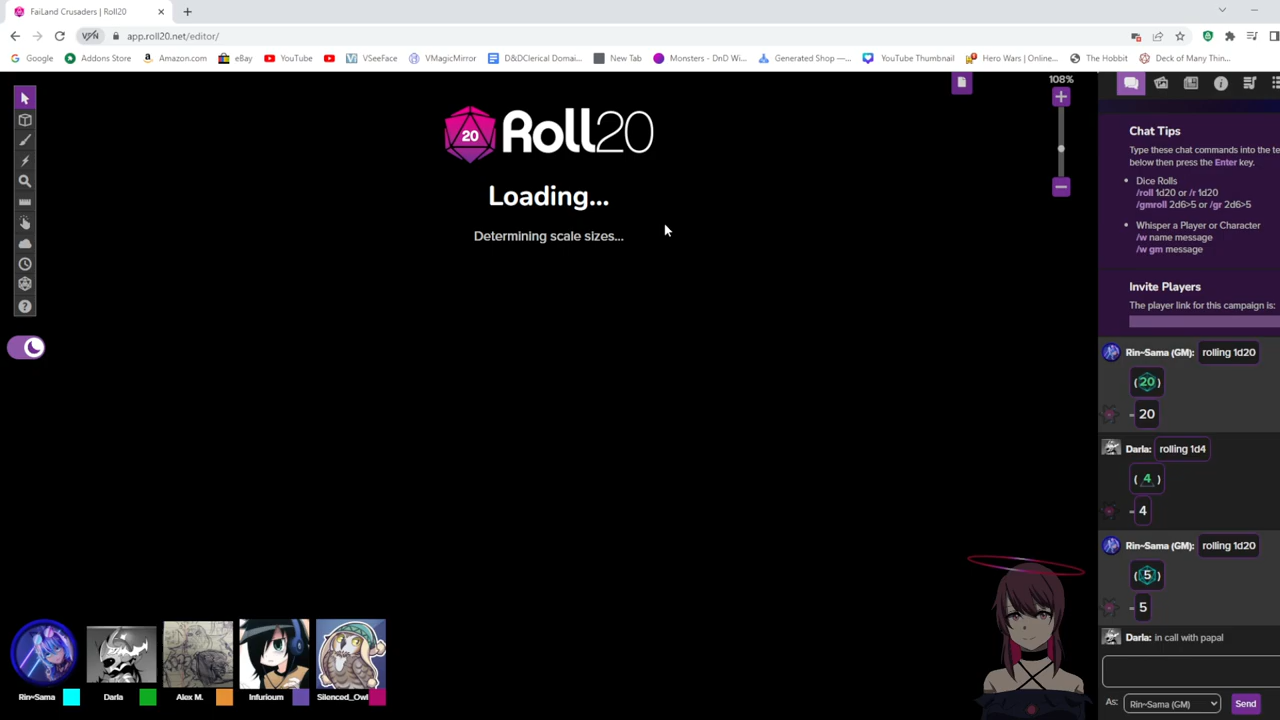 FaiLand Crusaders | Roll20
app.roll20.net/editor/
Google
Addons Store
Amazon.com
eBay
YouTube
VSeeFace
VMagicMirror
D&DClerical Domai...
New Tab
Monsters - DnD Wi...
Generated Shop —...
YouTube Thumbnail
Hero Wars | Online...
The Hobbit
Deck of Many Thin...
108%
20
Roll20
Loading...
Determining scale sizes...
Chat Tips
Type these chat commands into the te
below then press the Enter key.
Dice Rolls
/roll 1d20 or /r 1d20
/gmroll 2d6>5 or /gr 2d6>5
Whisper a Player or Character
/w name message
/w gm message
Invite Players
The player link for this campaign is:
Rin~Sama (GM): rolling 1d20
(20)
=20
Darla: rolling 1d4
(4)
=4
Rin~Sama (GM): rolling 1d20
(5)
=5
Darla: in call with papal
As: Rin~Sama (GM) Send
Rin~Sama
Darla
Alex M.
Infurioum
Silenced_Owl